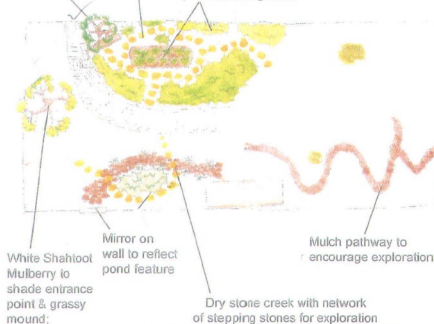 White Shahtoot
Mulberry to
shade entrance
point & grassy
mound;
Mirror on
wall to reflect
pond feature
Dry stone creek with network
of stepping stones for exploration
Mulch pathway to
encourage exploration